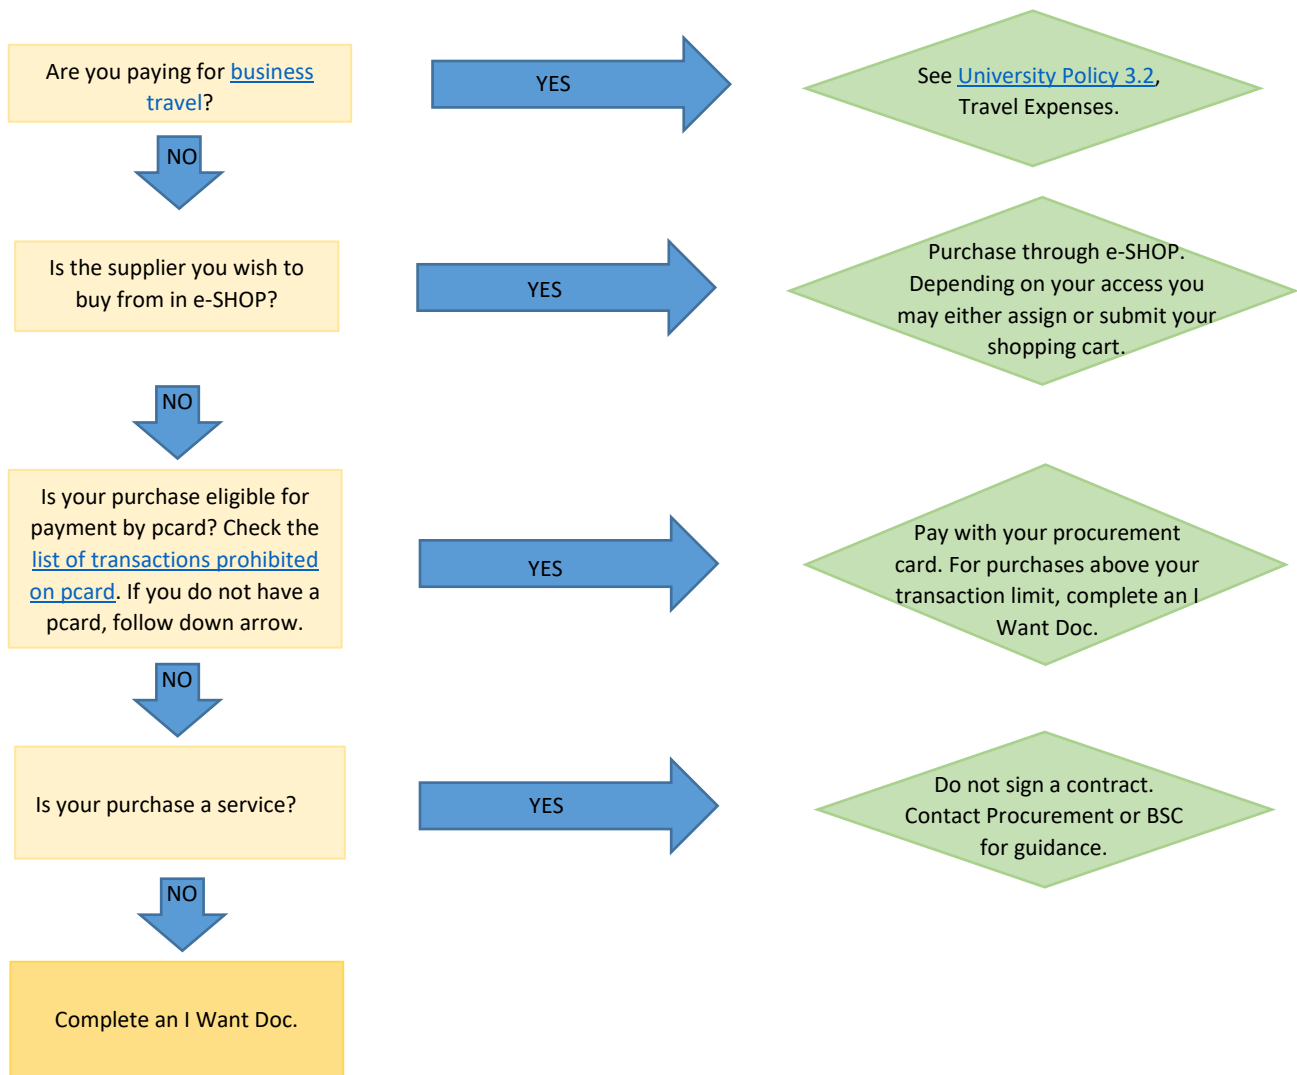 Are you paying for business
travel?
YES
See University Policy 3.2,
Travel Expenses.
NO
Is the supplier you wish to
buy from in e-SHOP?
YES
Purchase through e-SHOP.
Depending on your access you
may either assign or submit your
shopping cart.
NO
Is your purchase eligible for
payment by pcard? Check the
list of transactions prohibited
on pcard. If you do not have a
pcard, follow down arrow.
YES
Pay with your procurement
card. For purchases above your
transaction limit, complete an I
Want Doc.
NO
Is your purchase a service?
YES
Do not sign a contract.
Contact Procurement or BSC
for guidance.
NO
Complete an I Want Doc.